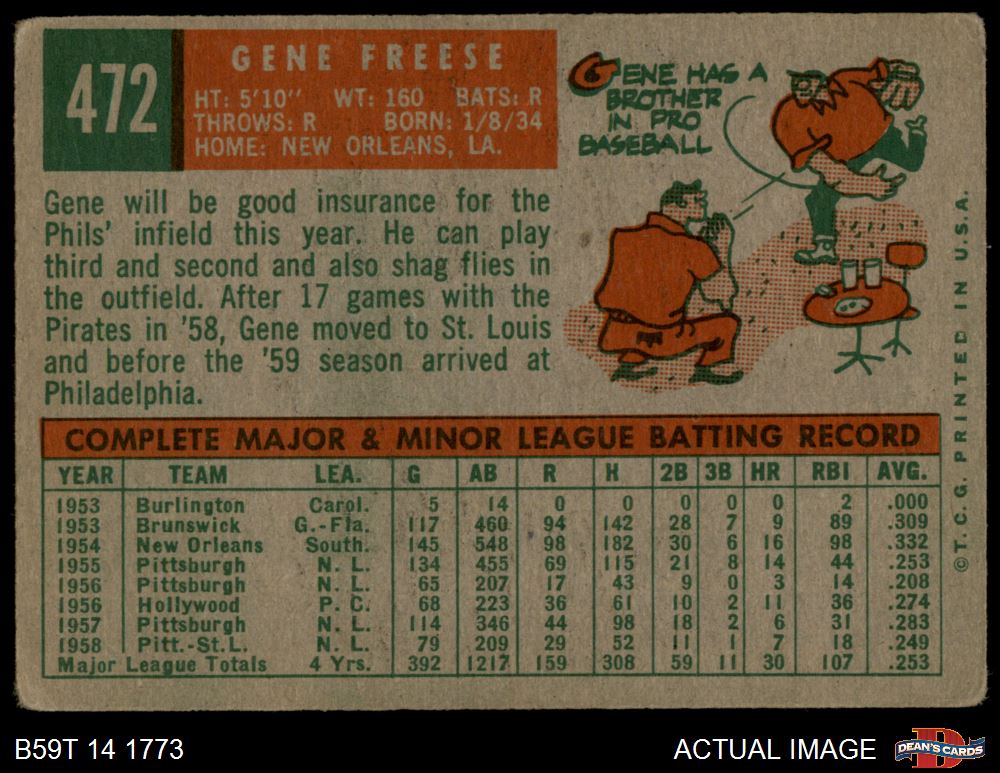 472
GENE FREESE
HT: 5'10" WT: 160 BATS: R
THROWS: R BORN: 1/8/34
HOME: NEW ORLEANS, LA.
GENE HAS A
BROTHER
IN PRO
BASEBALL
Gene will be good insurance for the
Phils' infield this year. He can play
third and second and also shag flies in
the outfield. After 17 games with the
Pirates in '58, Gene moved to St. Louis
and before the '59 season arrived at
Philadelphia.
COMPLETE MAJOR & MINOR LEAGUE BATTING RECORD
YEAR TEAM LEA. G AB R H 2B 3B HR RBI AVG.
1953 Burlington Carol. 5 14 0 0 0 0 0 2 .000
1953 Brunswick G.-Fla. 117 460 94 142 28 7 9 89 .309
1954 New Orleans South. 145 548 98 182 30 6 16 98 .332
1955 Pittsburgh N. L. 134 455 69 115 21 8 14 44 .253
1956 Pittsburgh N. L. 65 207 17 43 9 0 3 14 .208
1956 Hollywood P. C. 68 223 36 61 10 2 11 36 .274
1957 Pittsburgh N. L. 114 346 44 98 18 2 6 31 .283
1958 Pitt.-St.L. N. L. 79 209 29 52 11 1 7 18 .249
Major League Totals 4 Yrs. 392 1217 159 308 59 11 30 107 .253
©T.C.G. PRINTED IN U.S.A.
B59T 14 1773
ACTUAL IMAGE
D
DEAN'S CARDS